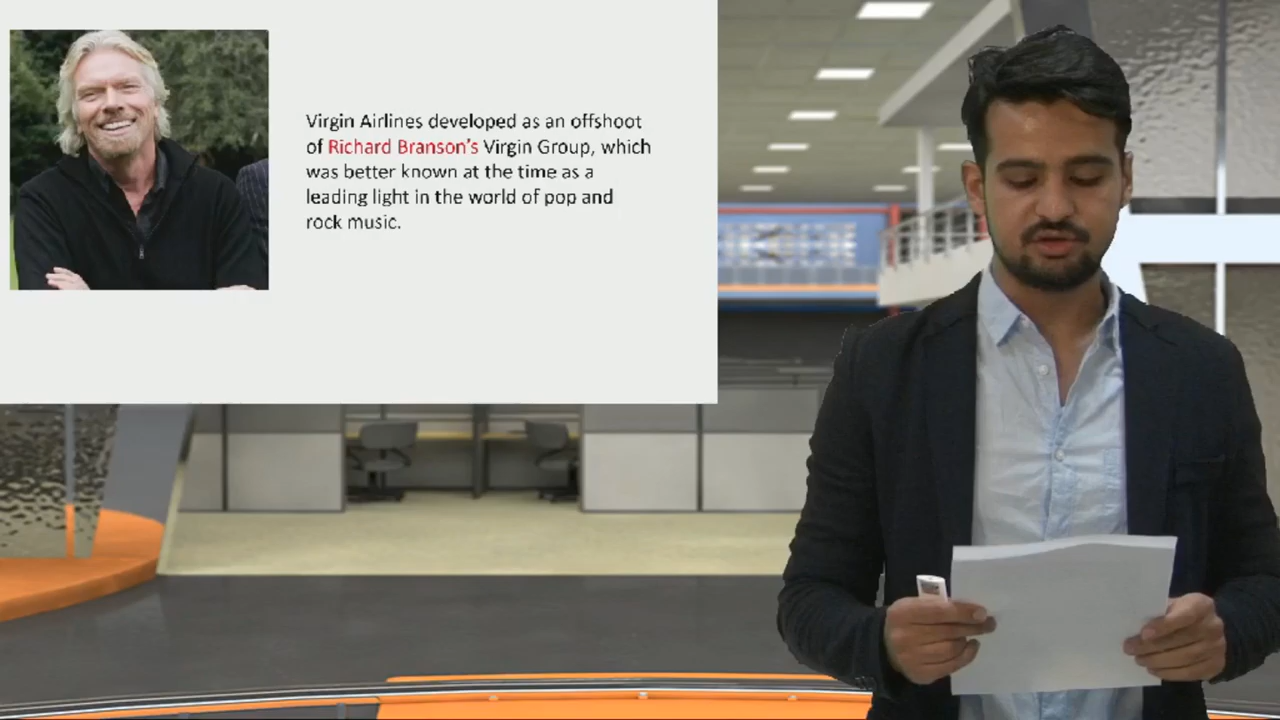 Virgin Airlines developed as an offshoot
of Richard Branson's Virgin Group, which
was better known at the time as a
leading light in the world of pop and
rock music.